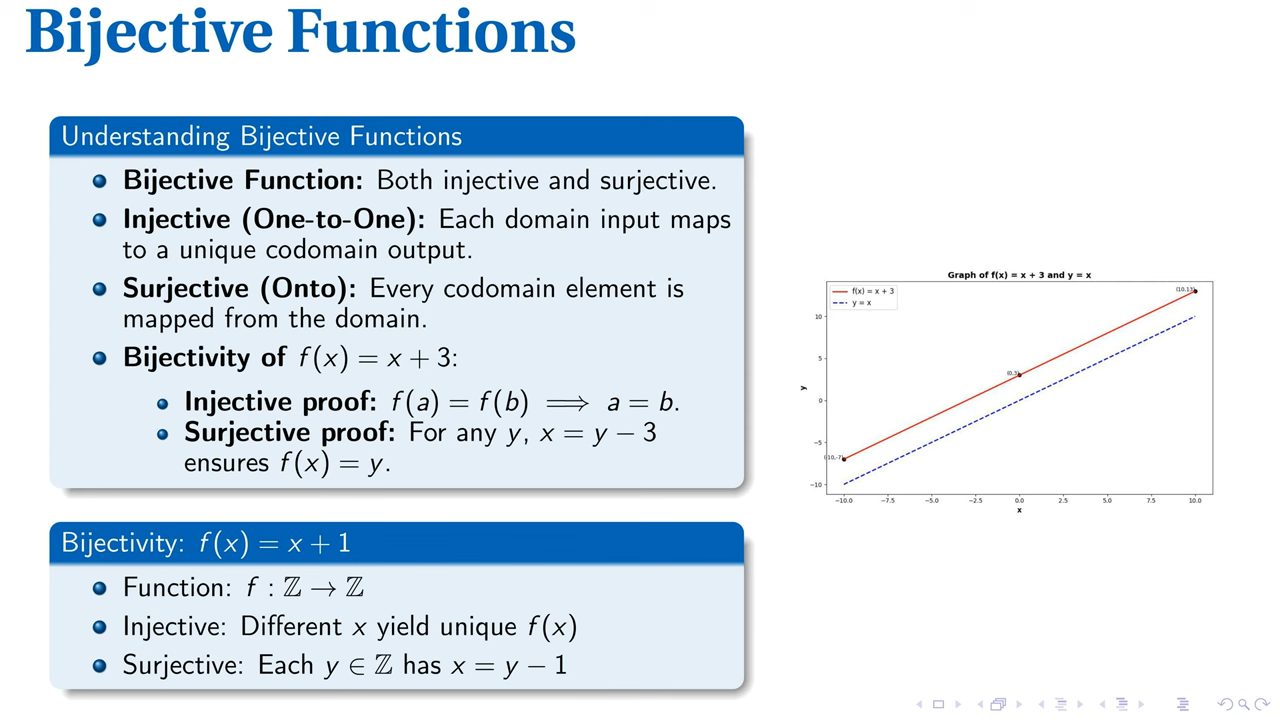 Bijective Functions
Understanding Bijective Functions
Bijective Function: Both injective and surjective.
Injective (One-to-One): Each domain input maps
to a unique codomain output.
Surjective (Onto): Every codomain element is
mapped from the domain.
Bijectivity of f(x) = x + 3:
Injective proof: f(a) = f(b) ⟹ a = b.
Surjective proof: For any y, x = y − 3
ensures f(x) = y.
Bijectivity: f(x) = x + 1
Function: f : ℤ → ℤ
Injective: Different x yield unique f(x)
Surjective: Each y ∈ ℤ has x = y − 1
Graph of f(x) = x + 3 and y = x
f(x) = x + 3
y = x
(10,13)
(0,3)
(-10,-7)
10
5
0
−5
−10
y
−10.0 −7.5 −5.0 −2.5 0.0 2.5 5.0 7.5 10.0
x